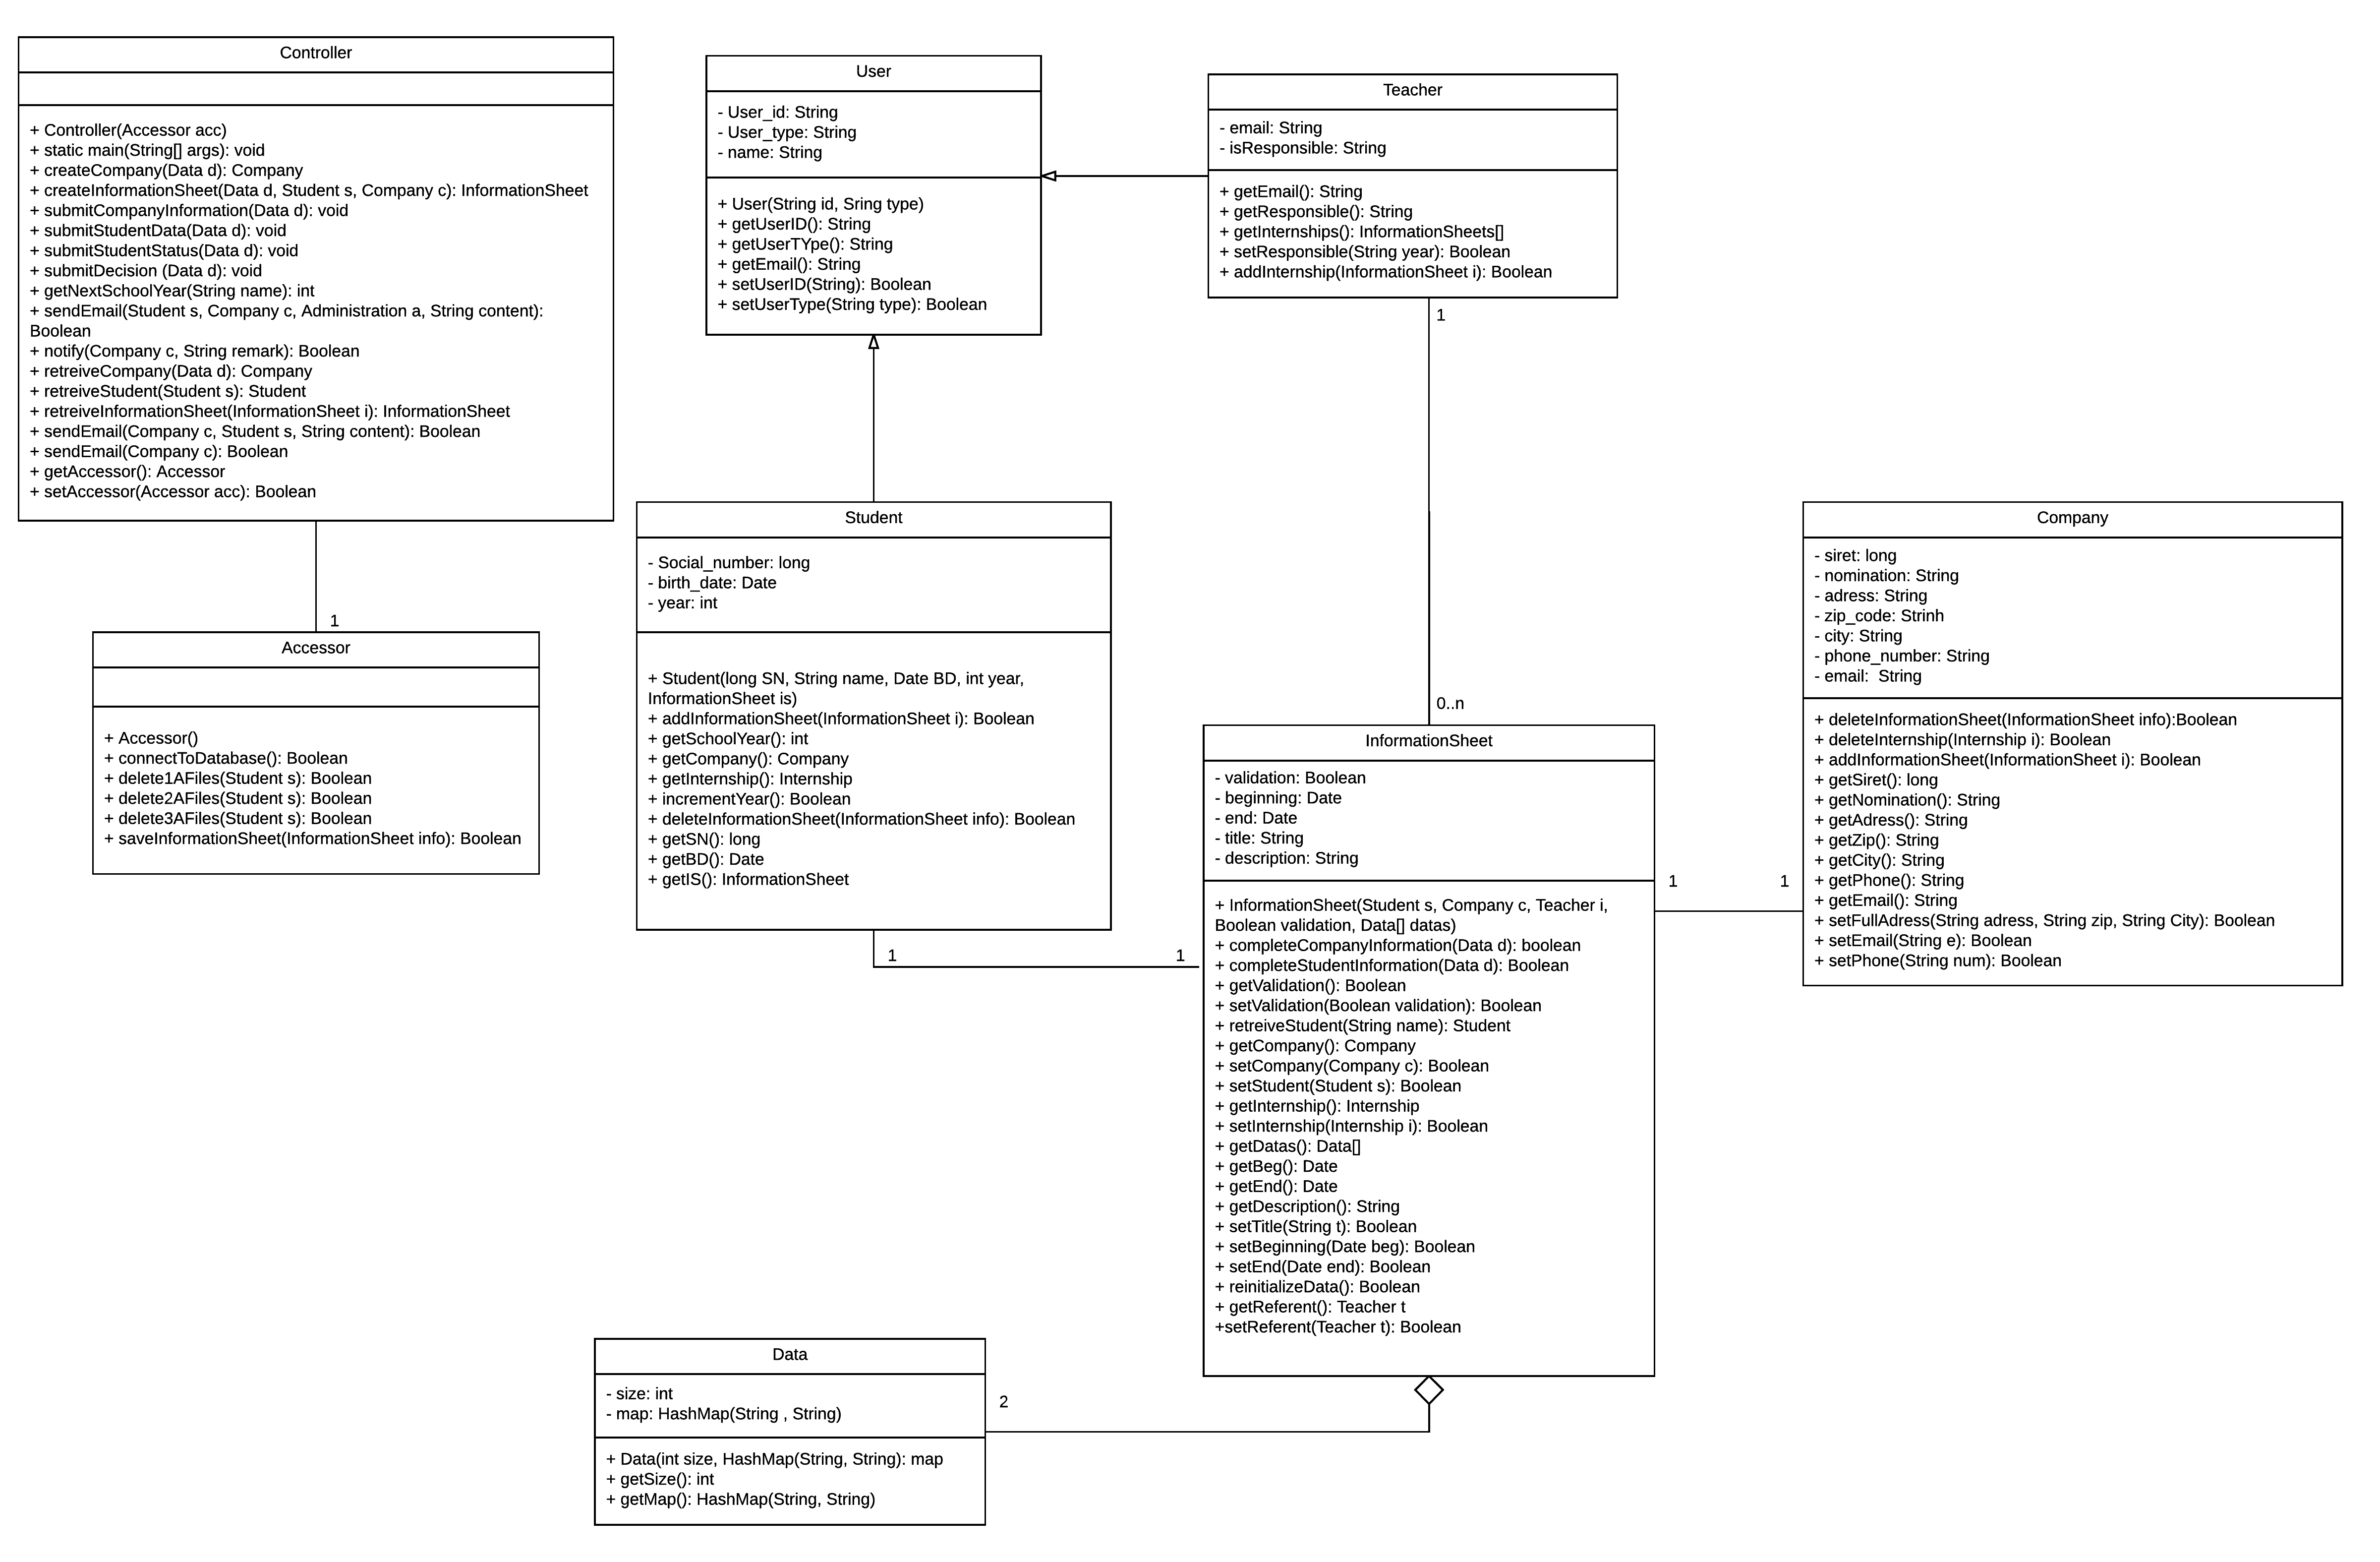 Controller
+ Controller(Accessor acc)
+ static main(String[] args): void
+ createCompany(Data d): Company
+ createInformationSheet(Data d, Student s, Company c): InformationSheet
+ submitCompanyInformation(Data d): void
+ submitStudentData(Data d): void
+ submitStudentStatus(Data d): void
+ submitDecision (Data d): void
+ getNextSchoolYear(String name): int
+ sendEmail(Student s, Company c, Administration a, String content):
Boolean
+ notify(Company c, String remark): Boolean
+ retreiveCompany(Data d): Company
+ retreiveStudent(Student s): Student
+ retreiveInformationSheet(InformationSheet i): InformationSheet
+ sendEmail(Company c, Student s, String content): Boolean
+ sendEmail(Company c): Boolean
+ getAccessor(): Accessor
+ setAccessor(Accessor acc): Boolean
1
Accessor
+ Accessor()
+ connectToDatabase(): Boolean
+ delete1AFiles(Student s): Boolean
+ delete2AFiles(Student s): Boolean
+ delete3AFiles(Student s): Boolean
+ saveInformationSheet(InformationSheet info): Boolean
User
- User_id: String
- User_type: String
- name: String
+ User(String id, Sring type)
+ getUserID(): String
+ getUserTYpe(): String
+ getEmail(): String
+ setUserID(String): Boolean
+ setUserType(String type): Boolean
Teacher
- email: String
- isResponsible: String
+ getEmail(): String
+ getResponsible(): String
+ getInternships(): InformationSheets[]
+ setResponsible(String year): Boolean
+ addInternship(InformationSheet i): Boolean
1
0..n
Student
- Social_number: long
- birth_date: Date
- year: int
+ Student(long SN, String name, Date BD, int year,
InformationSheet is)
+ addInformationSheet(InformationSheet i): Boolean
+ getSchoolYear(): int
+ getCompany(): Company
+ getInternship(): Internship
+ incrementYear(): Boolean
+ deleteInformationSheet(InformationSheet info): Boolean
+ getSN(): long
+ getBD(): Date
+ getIS(): InformationSheet
1
1
InformationSheet
- validation: Boolean
- beginning: Date
- end: Date
- title: String
- description: String
+ InformationSheet(Student s, Company c, Teacher i,
Boolean validation, Data[] datas)
+ completeCompanyInformation(Data d): boolean
+ completeStudentInformation(Data d): Boolean
+ getValidation(): Boolean
+ setValidation(Boolean validation): Boolean
+ retreiveStudent(String name): Student
+ getCompany(): Company
+ setCompany(Company c): Boolean
+ setStudent(Student s): Boolean
+ getInternship(): Internship
+ setInternship(Internship i): Boolean
+ getDatas(): Data[]
+ getBeg(): Date
+ getEnd(): Date
+ getDescription(): String
+ setTitle(String t): Boolean
+ setBeginning(Date beg): Boolean
+ setEnd(Date end): Boolean
+ reinitializeData(): Boolean
+ getReferent(): Teacher t
+setReferent(Teacher t): Boolean
1
1
Company
- siret: long
- nomination: String
- adress: String
- zip_code: Strinh
- city: String
- phone_number: String
- email:  String
+ deleteInformationSheet(InformationSheet info):Boolean
+ deleteInternship(Internship i): Boolean
+ addInformationSheet(InformationSheet i): Boolean
+ getSiret(): long
+ getNomination(): String
+ getAdress(): String
+ getZip(): String
+ getCity(): String
+ getPhone(): String
+ getEmail(): String
+ setFullAdress(String adress, String zip, String City): Boolean
+ setEmail(String e): Boolean
+ setPhone(String num): Boolean
Data
- size: int
- map: HashMap(String , String)
+ Data(int size, HashMap(String, String): map
+ getSize(): int
+ getMap(): HashMap(String, String)
2